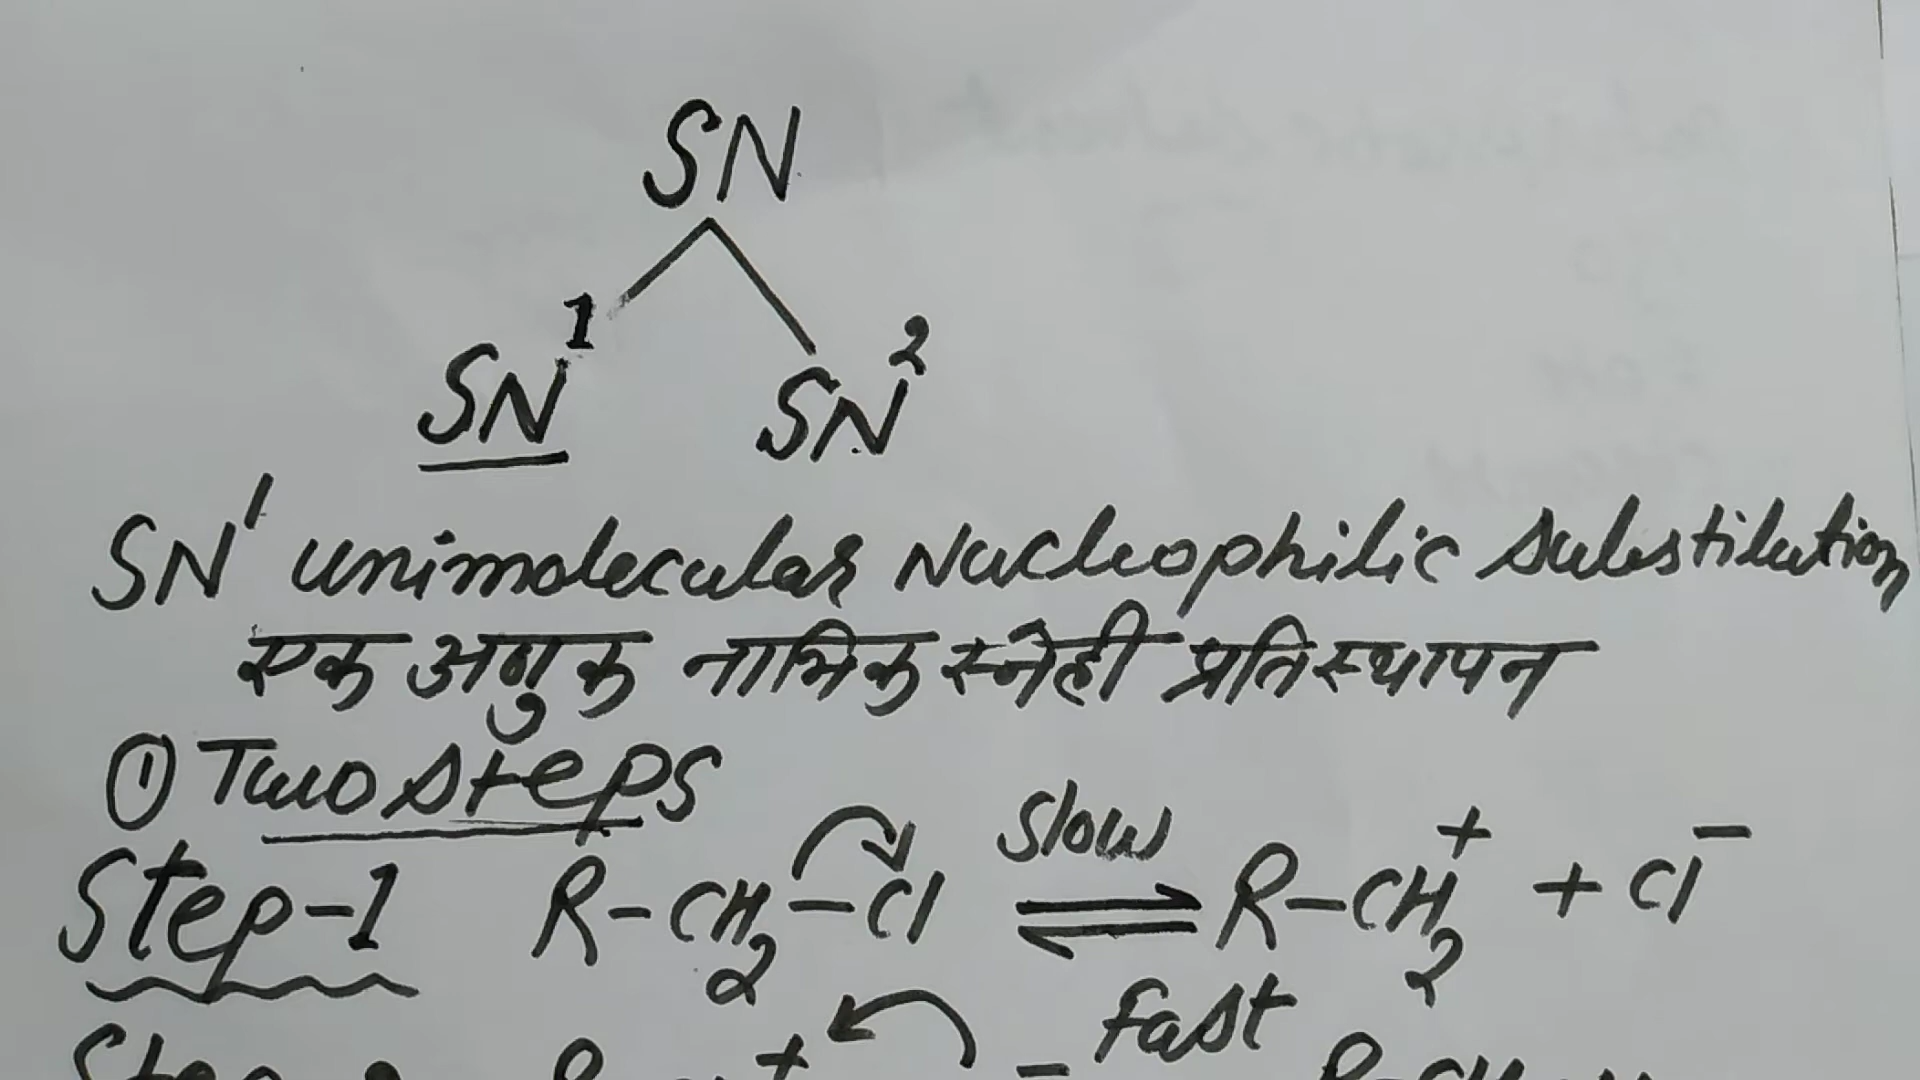 SN
SN¹ SN²
SN¹ unimolecular Nucleophilic substitution
एक अणुक नाभिक स्नेही प्रतिस्थापन
① Two steps
Step-1 R-CH₂-Cl Slow ⇌ R-CH₂⁺ + Cl⁻
Fast